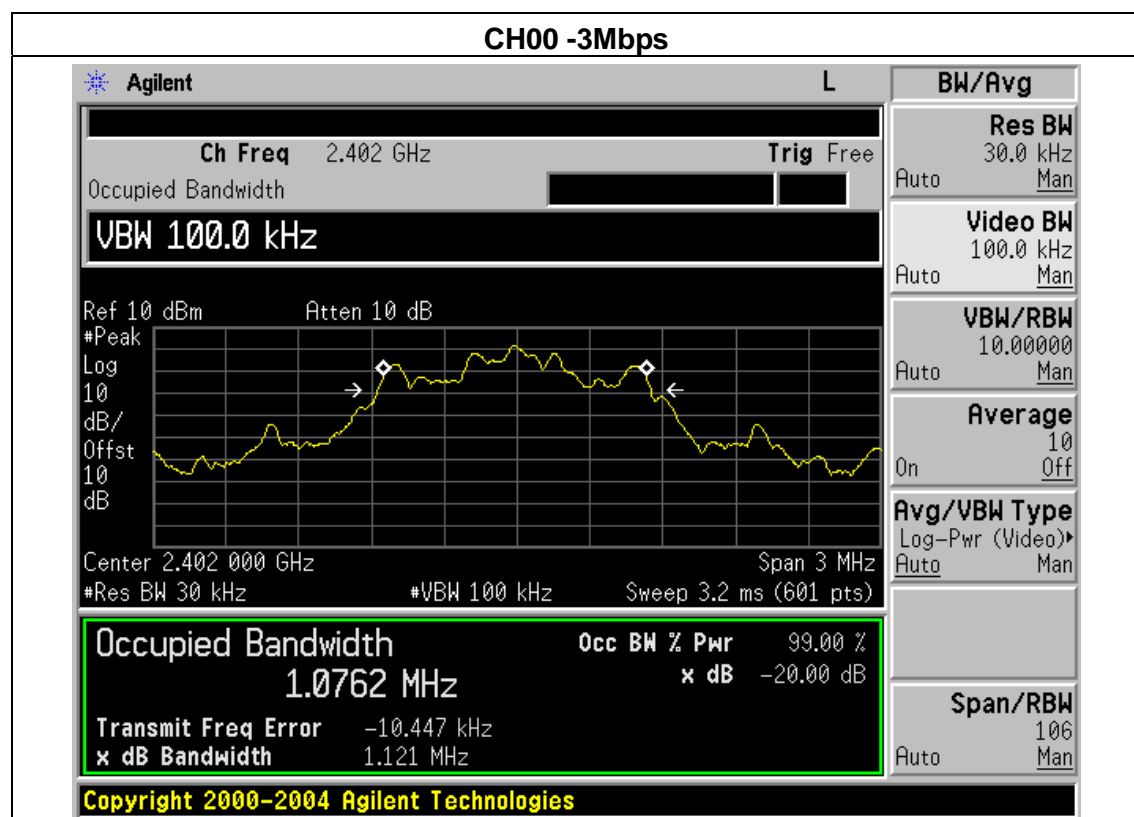 CH00 -3Mbps
Agilent L
Ch Freq 2.402 GHz Trig Free
Occupied Bandwidth
VBW 100.0 kHz
Ref 10 dBm Atten 10 dB
#Peak
Log
10
dB/
Offst
10
dB
Center 2.402 000 GHz Span 3 MHz
#Res BW 30 kHz #VBW 100 kHz Sweep 3.2 ms (601 pts)
Occupied Bandwidth Occ BW % Pwr 99.00 %
1.0762 MHz x dB -20.00 dB
Transmit Freq Error -10.447 kHz
x dB Bandwidth 1.121 MHz
Copyright 2000-2004 Agilent Technologies
BW/Avg
Res BW
30.0 kHz
Auto Man
Video BW
100.0 kHz
Auto Man
VBW/RBW
10.00000
Auto Man
Average
10
On Off
Avg/VBW Type
Log-Pwr (Video)
Auto Man
Span/RBW
106
Auto Man